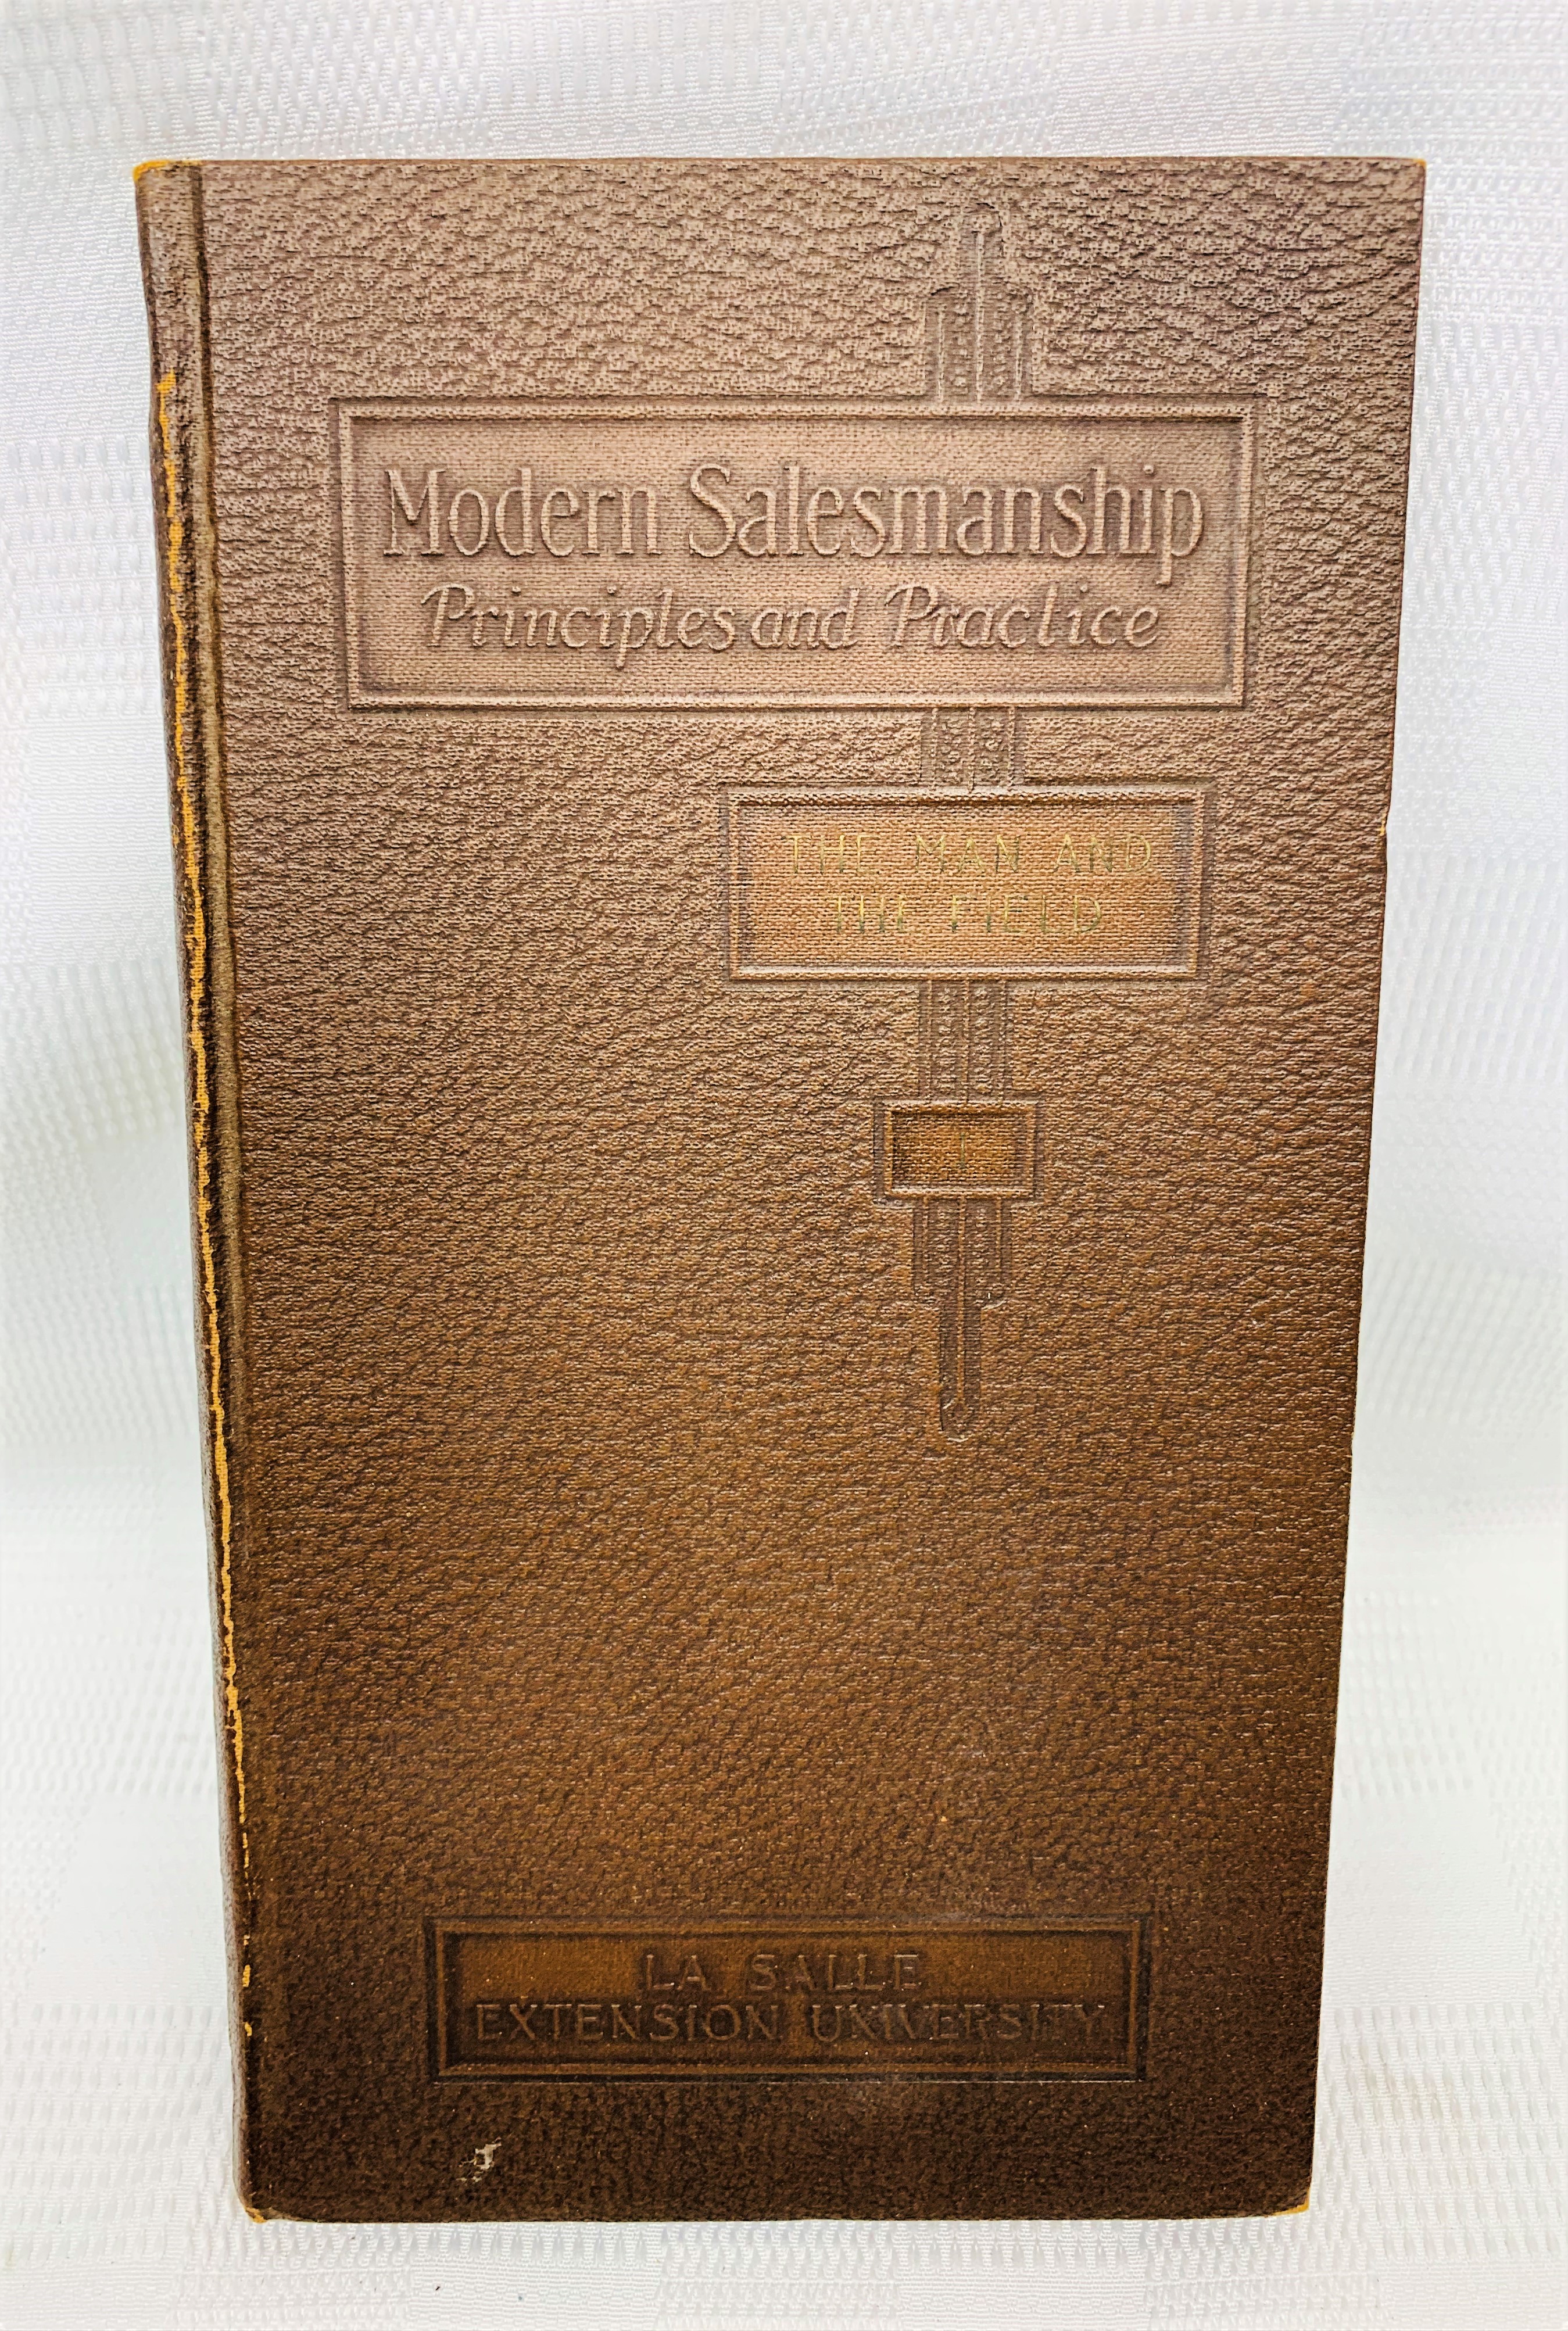 Modern Salesmanship
Principles and Practice
THE MAN AND
THE FIELD
I
LA SALLE
EXTENSION UNIVERSITY